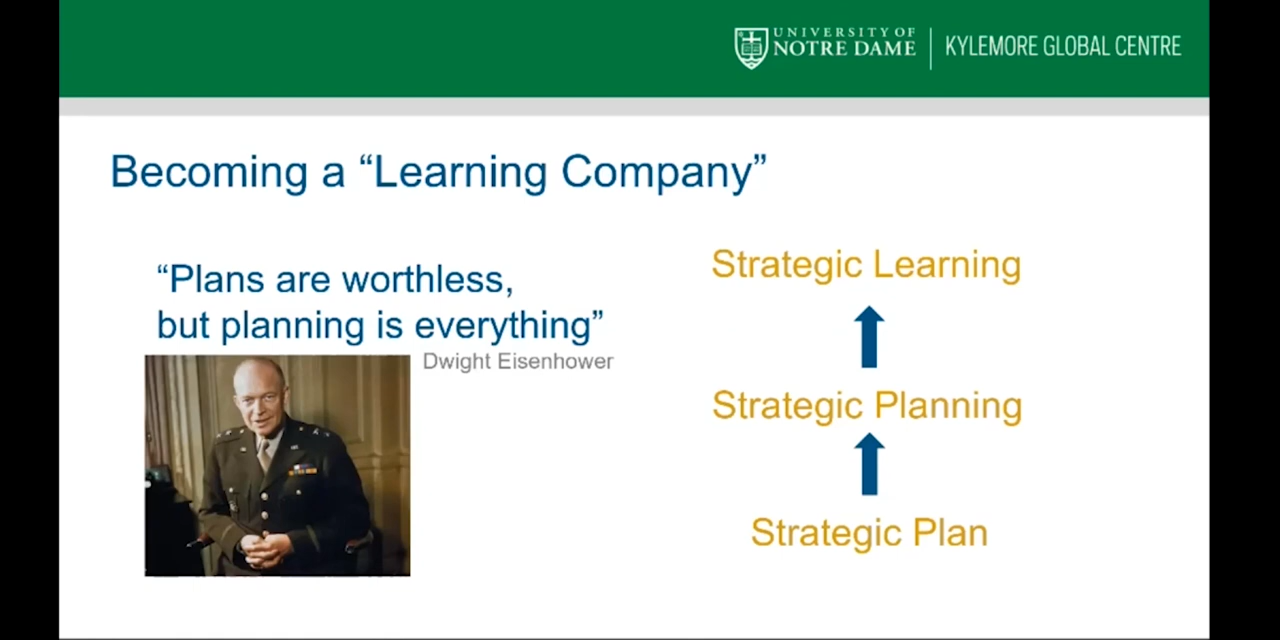 UNIVERSITY OF
NOTRE DAME
KYLEMORE GLOBAL CENTRE
Becoming a “Learning Company”
“Plans are worthless,
but planning is everything”
Dwight Eisenhower
Strategic Learning
Strategic Planning
Strategic Plan